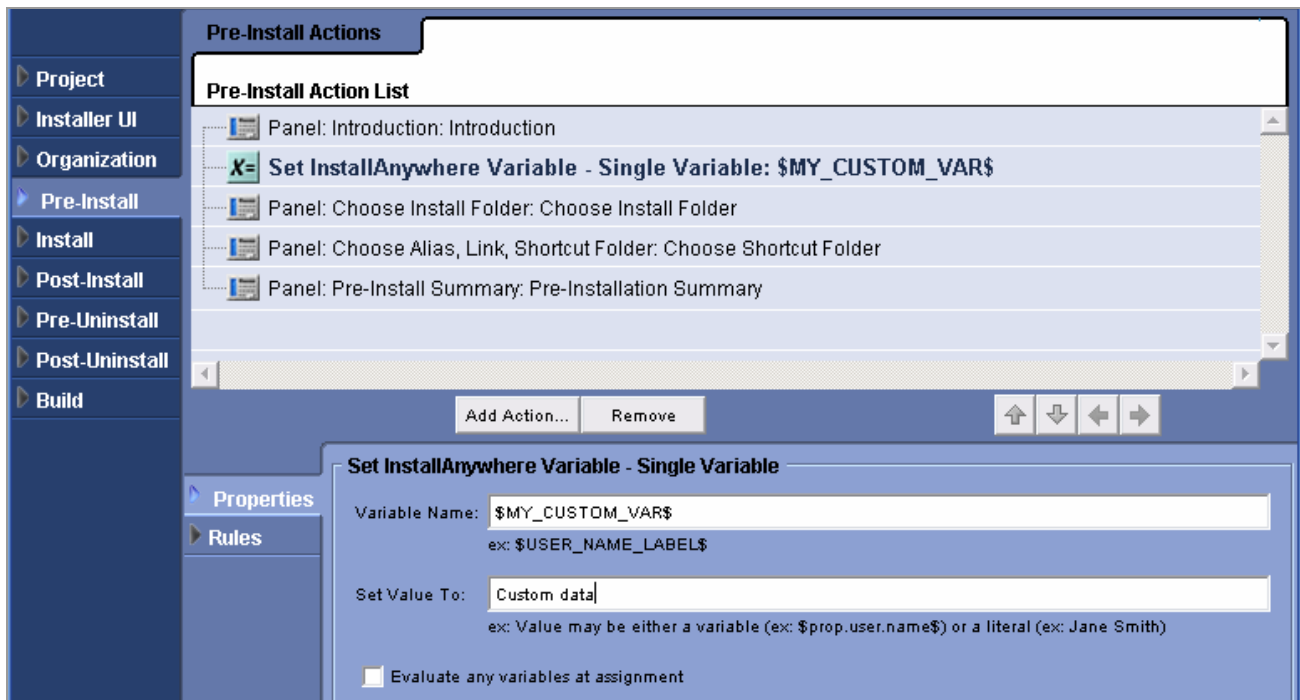 Pre-Install Actions
Project
Installer UI
Organization
Pre-Install
Install
Post-Install
Pre-Uninstall
Post-Uninstall
Build
Pre-Install Action List
Panel: Introduction: Introduction
X= Set InstallAnywhere Variable - Single Variable: $MY_CUSTOM_VAR$
Panel: Choose Install Folder: Choose Install Folder
Panel: Choose Alias, Link, Shortcut Folder: Choose Shortcut Folder
Panel: Pre-Install Summary: Pre-Installation Summary
Add Action... Remove
Properties
Rules
Set InstallAnywhere Variable - Single Variable
Variable Name: $MY_CUSTOM_VAR$
ex: $USER_NAME_LABEL$
Set Value To: Custom data
ex: Value may be either a variable (ex: $prop.user.name$) or a literal (ex: Jane Smith)
Evaluate any variables at assignment